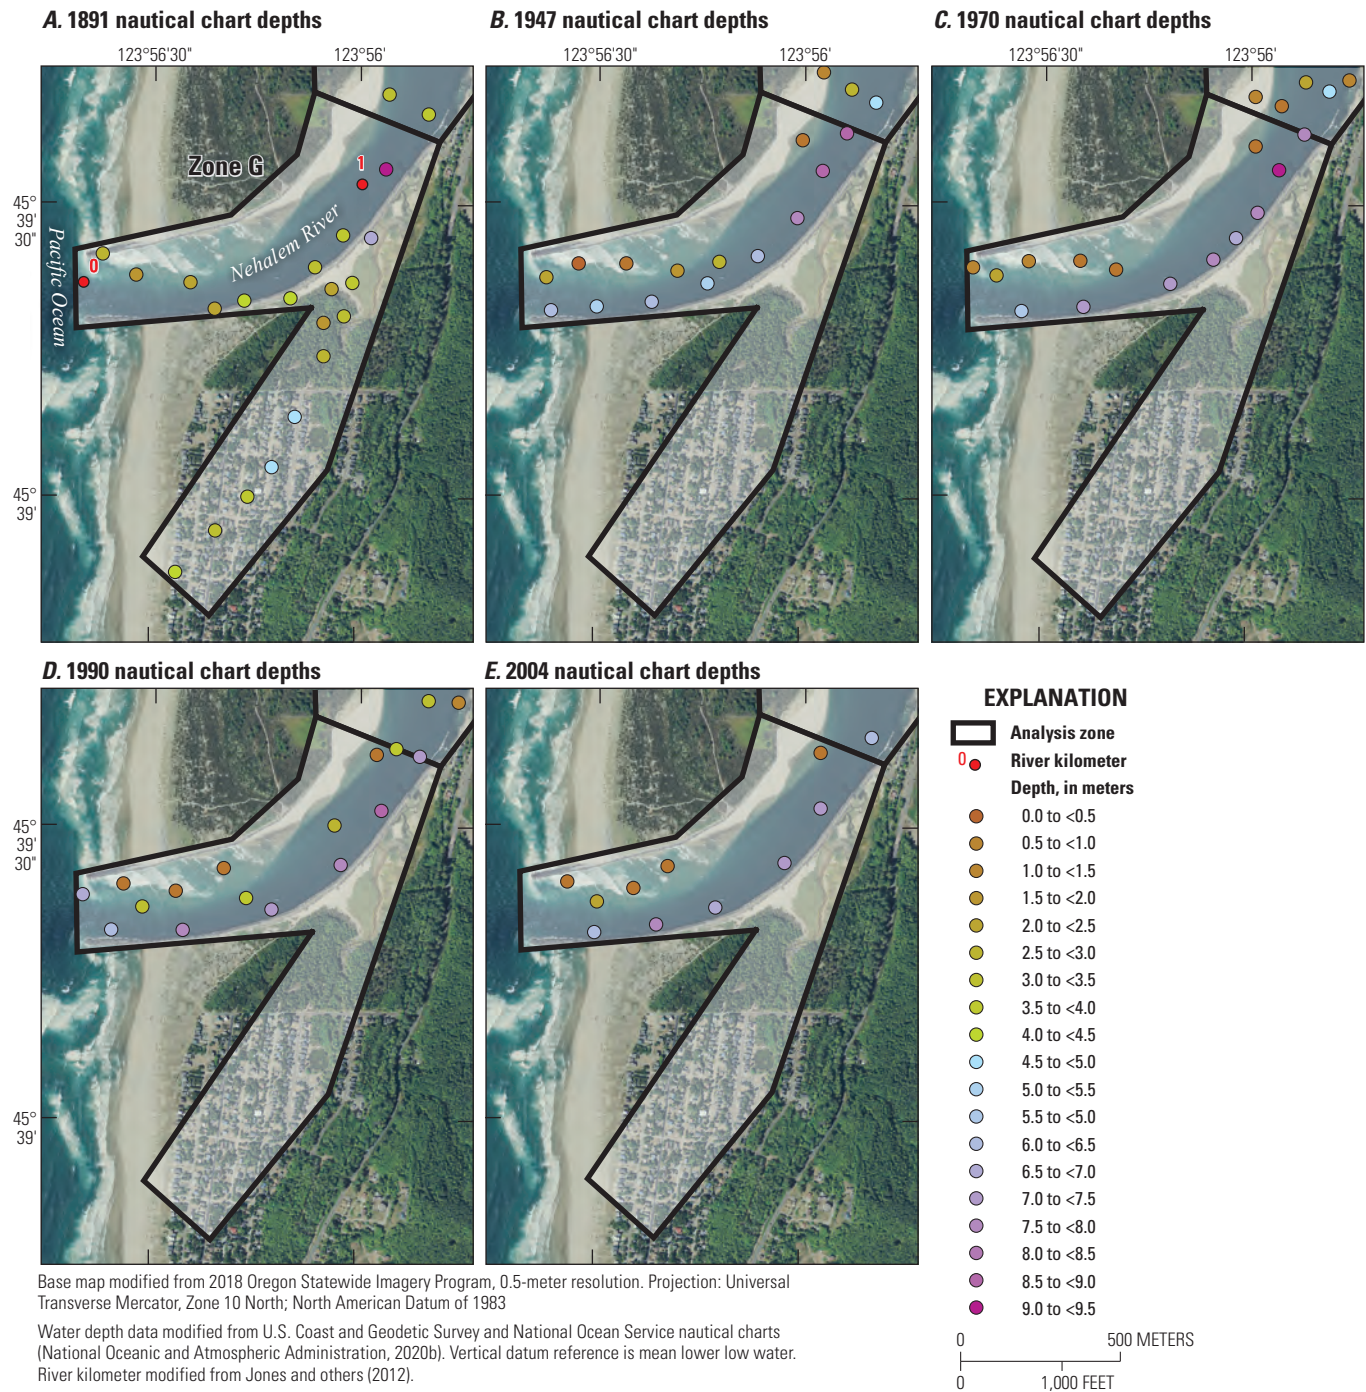 A. 1891 nautical chart depths
B. 1947 nautical chart depths
C. 1970 nautical chart depths
123°56'30" 123°56'
123°56'30" 123°56'
123°56'30" 123°56'
Zone G
1
45°
39'
30"
Pacific Ocean
0
Nehalem River
45°
39'
D. 1990 nautical chart depths
E. 2004 nautical chart depths
45°
39'
30"
45°
39'
EXPLANATION
Analysis zone
0 River kilometer
Depth, in meters
0.0 to <0.5
0.5 to <1.0
1.0 to <1.5
1.5 to <2.0
2.0 to <2.5
2.5 to <3.0
3.0 to <3.5
3.5 to <4.0
4.0 to <4.5
4.5 to <5.0
5.0 to <5.5
5.5 to <5.0
6.0 to <6.5
6.5 to <7.0
7.0 to <7.5
7.5 to <8.0
8.0 to <8.5
8.5 to <9.0
9.0 to <9.5
0 500 METERS
0 1,000 FEET
Base map modified from 2018 Oregon Statewide Imagery Program, 0.5-meter resolution. Projection: Universal
Transverse Mercator, Zone 10 North; North American Datum of 1983
Water depth data modified from U.S. Coast and Geodetic Survey and National Ocean Service nautical charts
(National Oceanic and Atmospheric Administration, 2020b). Vertical datum reference is mean lower low water.
River kilometer modified from Jones and others (2012).